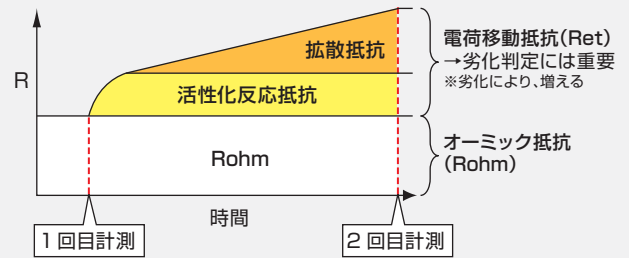 R
拡散抵抗
活性化反応抵抗
Rohm
電荷移動抵抗(Ret)
→劣化判定には重要
※劣化により、増える
オーミック抵抗
(Rohm)
時間
1回目計測
2回目計測